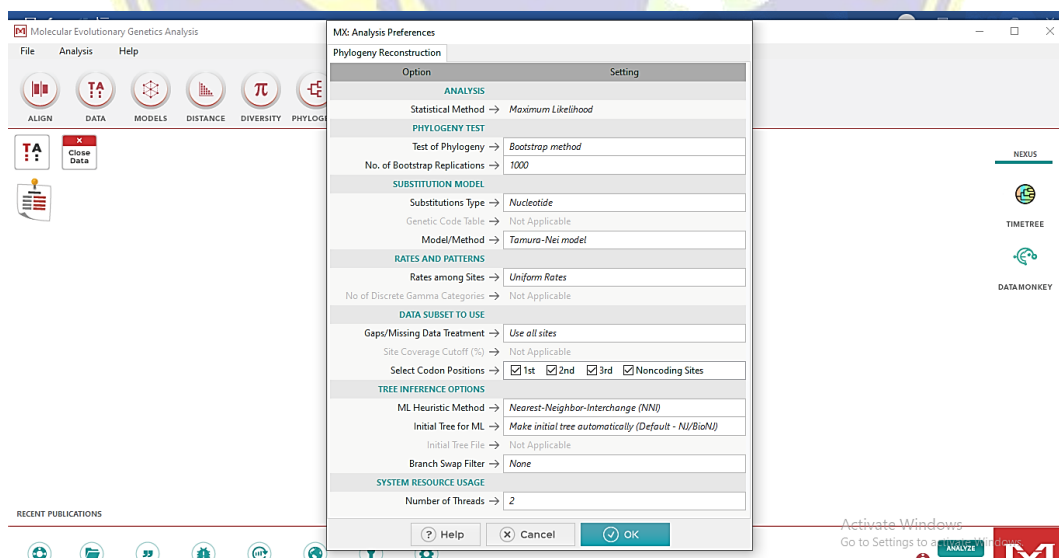 Molecular Evolutionary Genetics Analysis
File Analysis Help
ALIGN DATA MODELS DISTANCE DIVERSITY
TA
Close
Data
RECENT PUBLICATIONS
MX: Analysis Preferences
Phylogeny Reconstruction
Option Setting
ANALYSIS
Statistical Method → Maximum Likelihood
PHYLOGENY TEST
Test of Phylogeny → Bootstrap method
No. of Bootstrap Replications → 1000
SUBSTITUTION MODEL
Substitutions Type → Nucleotide
Genetic Code Table → Not Applicable
Model/Method → Tamura-Nei model
RATES AND PATTERNS
Rates among Sites → Uniform Rates
No of Discrete Gamma Categories → Not Applicable
DATA SUBSET TO USE
Gaps/Missing Data Treatment → Use all sites
Site Coverage Cutoff (%) → Not Applicable
Select Codon Positions → 1st 2nd 3rd Noncoding Sites
TREE INFERENCE OPTIONS
ML Heuristic Method → Nearest-Neighbor-Interchange (NNI)
Initial Tree for ML → Make initial tree automatically (Default - NJ/BioNJ)
Initial Tree File → Not Applicable
Branch Swap Filter → None
SYSTEM RESOURCE USAGE
Number of Threads → 2
? Help Cancel OK
NEXUS
TIMETREE
DATAMONKEY
Activate Windows
Go to Settings to activate Windows.
ANALYZE